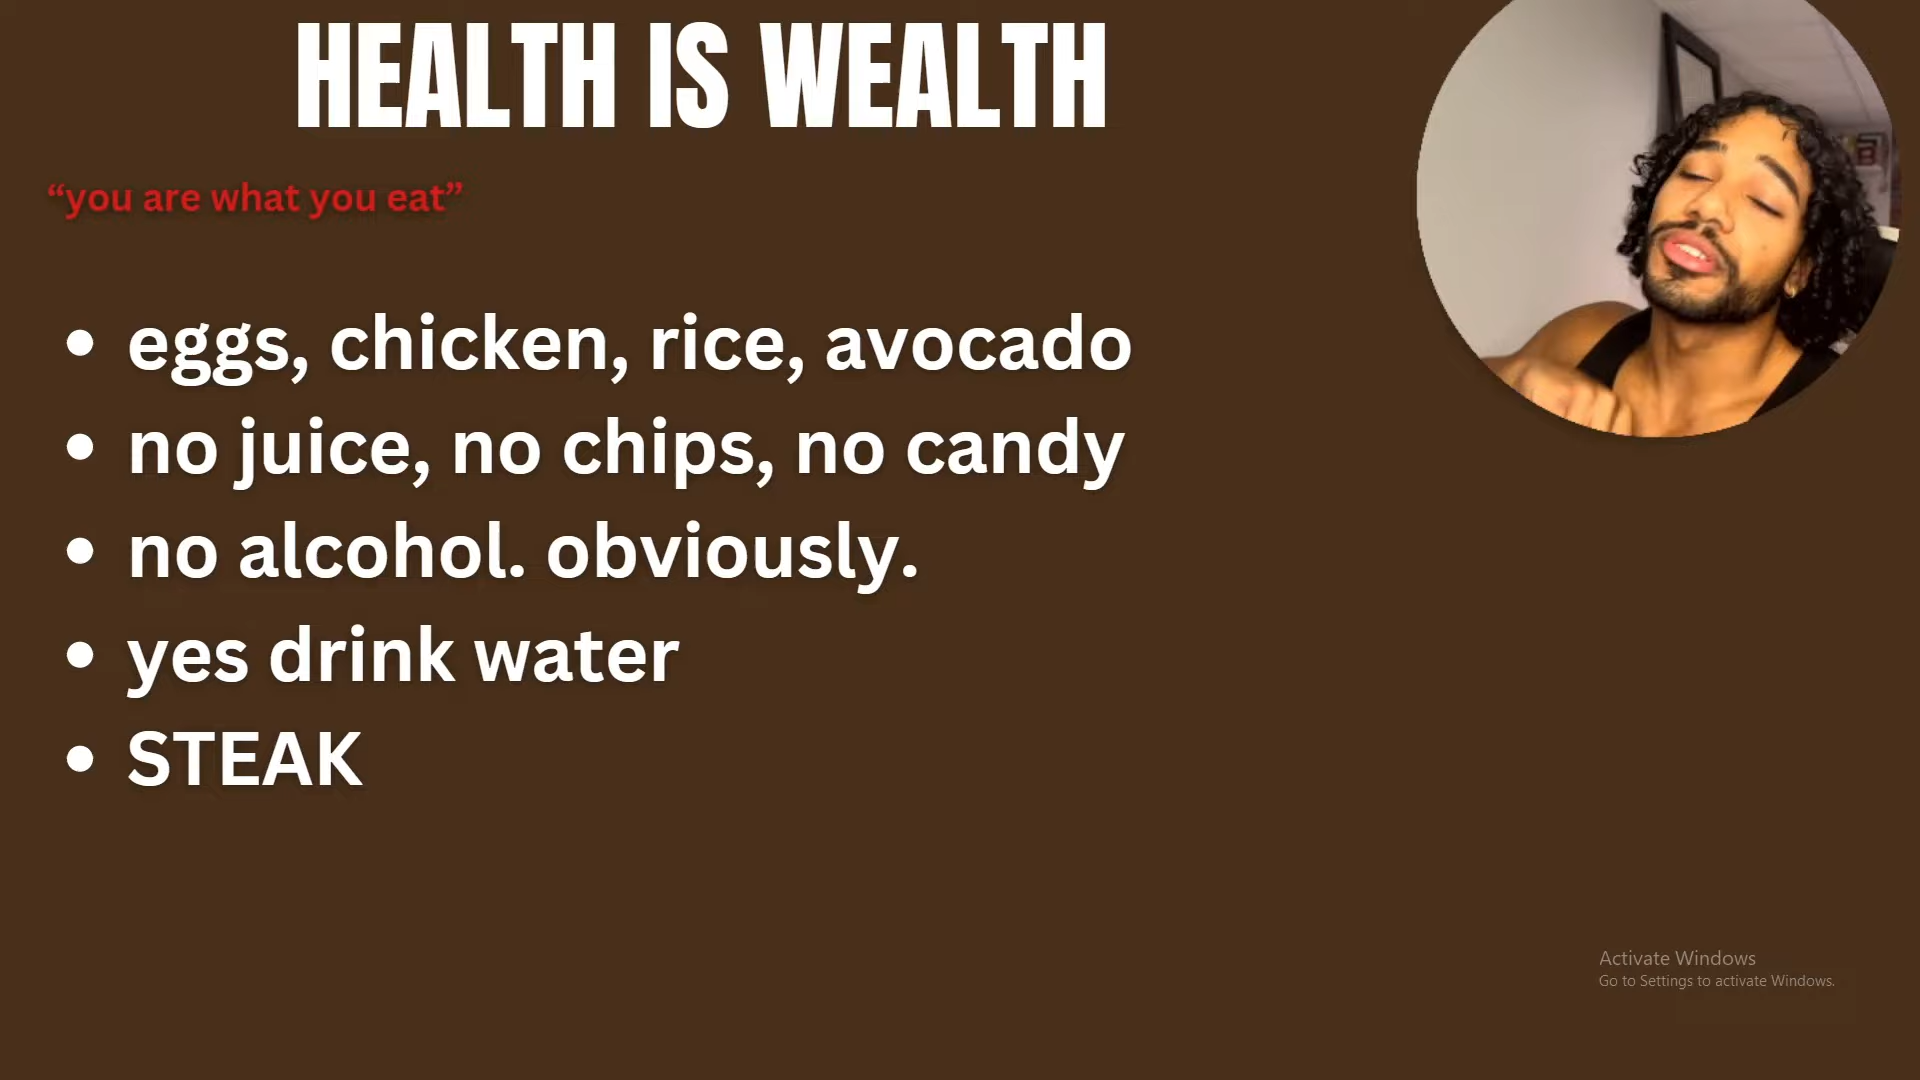 HEALTH IS WEALTH
“you are what you eat”
• eggs, chicken, rice, avocado
• no juice, no chips, no candy
• no alcohol. obviously.
• yes drink water
• STEAK
Activate Windows
Go to Settings to activate Windows.